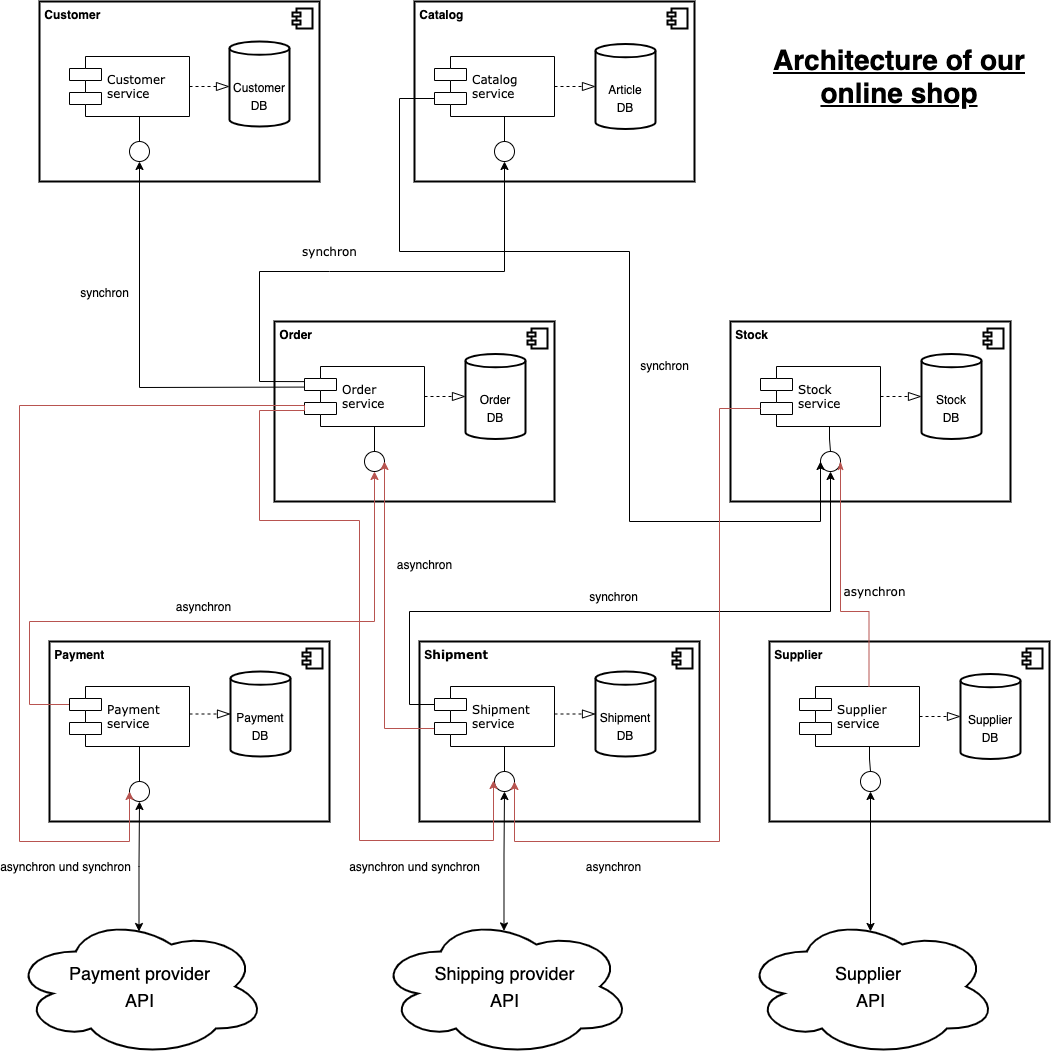 Customer
Catalog
Architecture of our
online shop
Customer
service
Customer
DB
Catalog
service
Article
DB
synchron
synchron
Order
Stock
synchron
Order
service
Order
DB
Stock
service
Stock
DB
asynchron
asynchron
synchron
asynchron
Payment
Shipment
Supplier
Payment
service
Payment
DB
Shipment
service
Shipment
DB
Supplier
service
Supplier
DB
asynchron und synchron
asynchron und synchron
asynchron
Payment provider
API
Shipping provider
API
Supplier
API